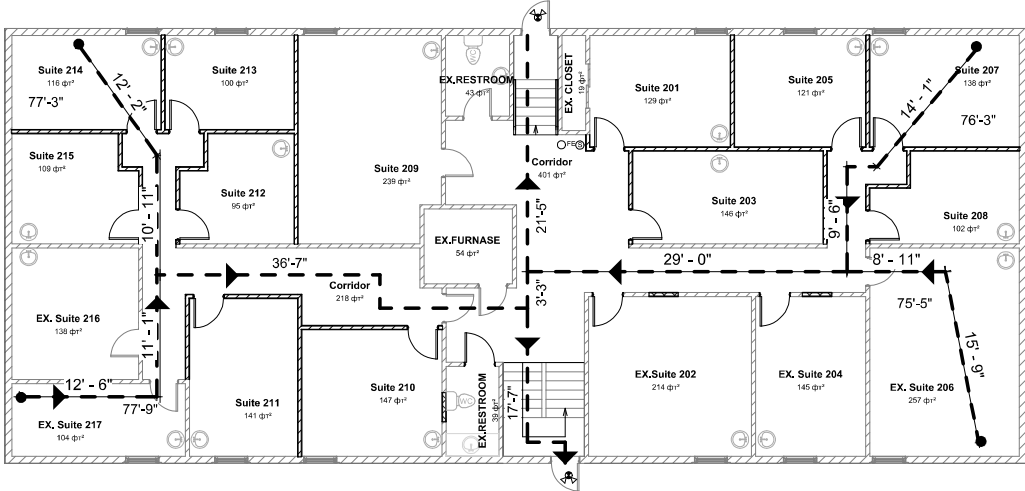 Suite 214
116 фт²
77'-3"
12' - 2"
Suite 213
100 фт²
Suite 215
109 фт²
10' - 11"
Suite 212
95 фт²
Suite 209
239 фт²
EX.RESTROOM
43 фт²
WC
EX. CLOSET
19 фт²
Suite 201
129 фт²
Suite 205
121 фт²
Suite 207
138 фт²
14' - 1"
76'-3"
FE
S
Corridor
401 фт²
21'-5"
Suite 203
146 фт²
9' - 6"
Suite 208
102 фт²
EX.FURNASE
54 фт²
36'-7"
Corridor
218 фт²
3'-3"
29' - 0"
8' - 11"
75'-5"
15' - 9"
EX. Suite 216
138 фт²
11' - 1"
12' - 6"
77'-9"
EX. Suite 217
104 фт²
Suite 211
141 фт²
Suite 210
147 фт²
WC
EX.RESTROOM
39 фт²
17'-7"
EX.Suite 202
214 фт²
EX. Suite 204
145 фт²
EX. Suite 206
257 фт²